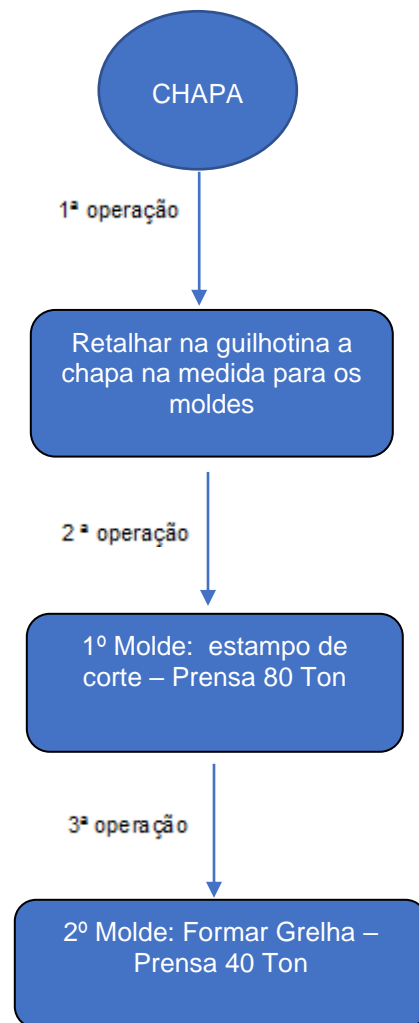 CHAPA
1ª operação
Retalhar na guilhotina a
chapa na medida para os
moldes
2 ª operação
1º Molde:  estampo de
corte – Prensa 80 Ton
3ª operação
2º Molde: Formar Grelha –
Prensa 40 Ton